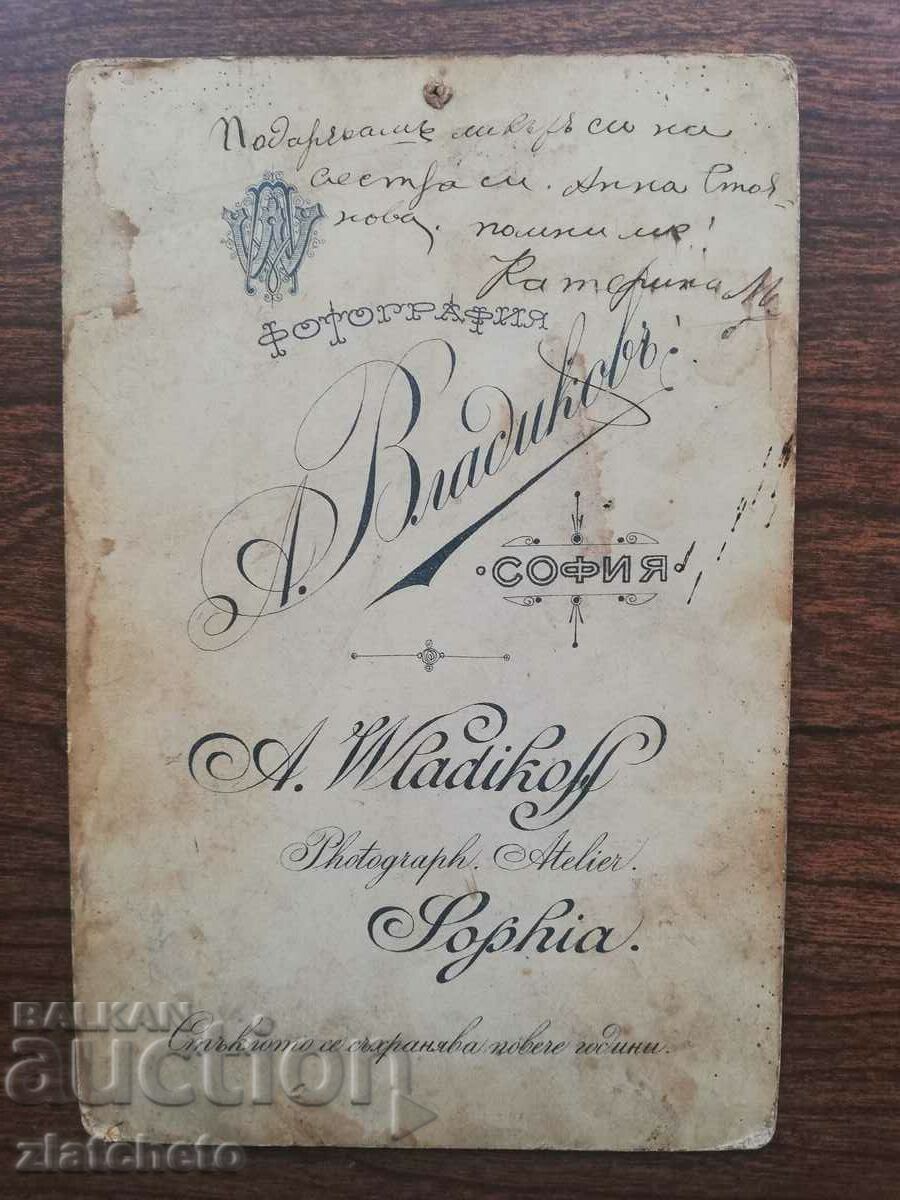 Подарявамъ ликътъ си на
сестра си. Анна Стоя-
нова, помни ме!
Катерина М
ФОТОГРАФИЯ
А. Владиковъ.
СОФИЯ
A. Wladikoff
Photograph. Atelier.
Sophia.
Стъклото се съхранява повече години.
BALKAN
auction
zlatcheto